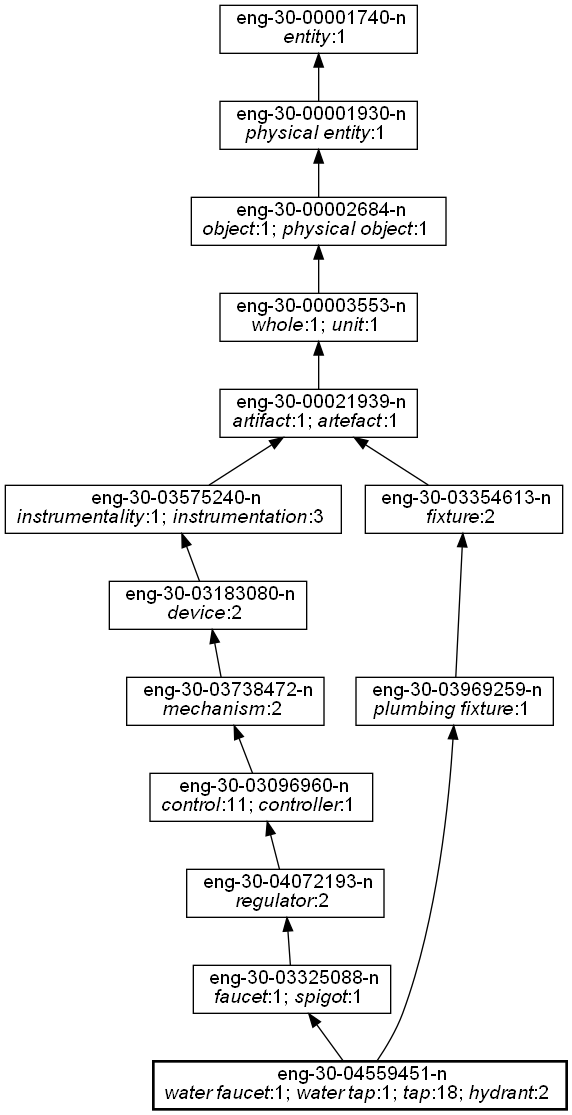 eng-30-00001740-n
entity:1
eng-30-00001930-n
physical entity:1
eng-30-00002684-n
object:1; physical object:1
eng-30-00003553-n
whole:1; unit:1
eng-30-00021939-n
artifact:1; artefact:1
eng-30-03575240-n
instrumentality:1; instrumentation:3
eng-30-03354613-n
fixture:2
eng-30-03183080-n
device:2
eng-30-03738472-n
mechanism:2
eng-30-03969259-n
plumbing fixture:1
eng-30-03096960-n
control:11; controller:1
eng-30-04072193-n
regulator:2
eng-30-03325088-n
faucet:1; spigot:1
eng-30-04559451-n
water faucet:1; water tap:1; tap:18; hydrant:2